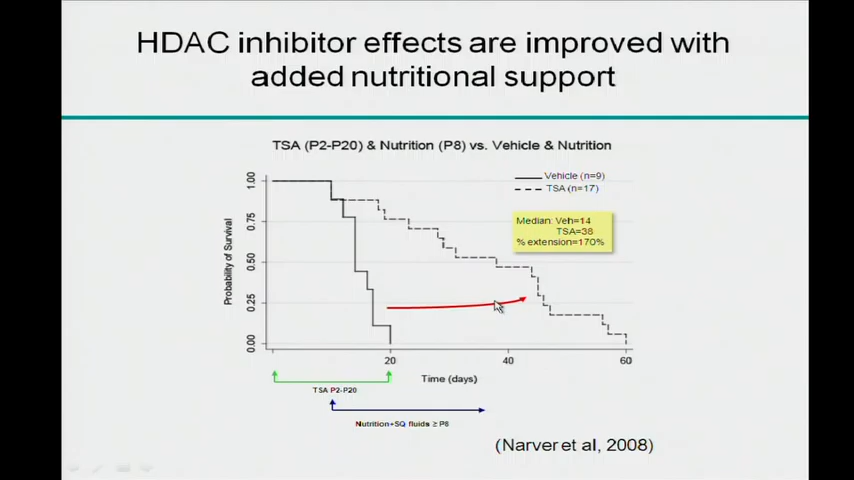 HDAC inhibitor effects are improved with
added nutritional support
TSA (P2-P20) & Nutrition (P8) vs. Vehicle & Nutrition
Vehicle (n=9)
TSA (n=17)
Median: Veh=14
TSA=38
% extension=170%
Probability of Survival
1.00
0.75
0.50
0.25
0.00
20
40
60
Time (days)
TSA P2-P20
Nutrition+SQ fluids ≥ P8
(Narver et al, 2008)